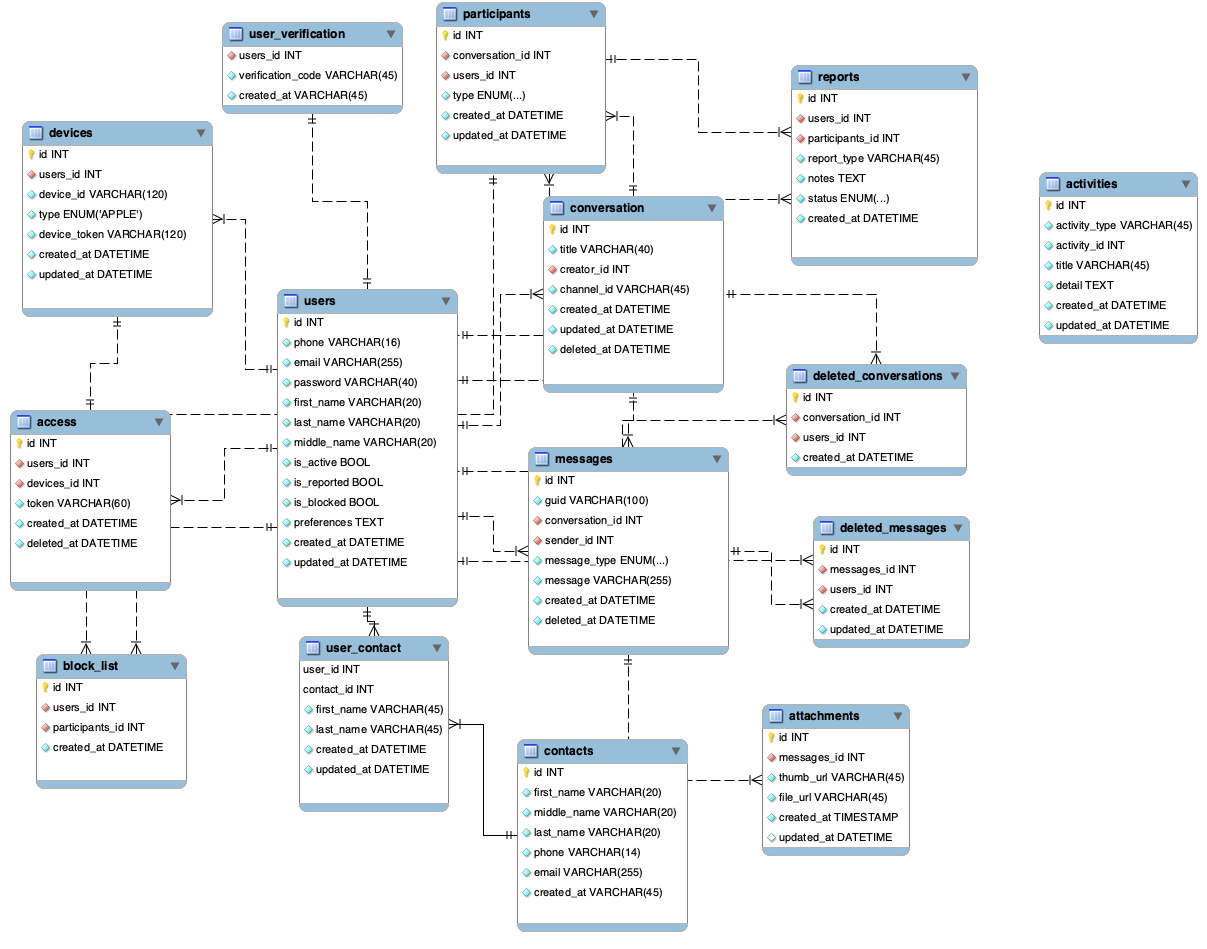 user_verification
users_id INT
verification_code VARCHAR(45)
created_at VARCHAR(45)
participants
id INT
conversation_id INT
users_id INT
type ENUM(...)
created_at DATETIME
updated_at DATETIME
reports
id INT
users_id INT
participants_id INT
report_type VARCHAR(45)
notes TEXT
status ENUM(...)
created_at DATETIME
devices
id INT
users_id INT
device_id VARCHAR(120)
type ENUM('APPLE')
device_token VARCHAR(120)
created_at DATETIME
updated_at DATETIME
activities
id INT
activity_type VARCHAR(45)
activity_id INT
title VARCHAR(45)
detail TEXT
created_at DATETIME
updated_at DATETIME
conversation
id INT
title VARCHAR(40)
creator_id INT
channel_id VARCHAR(45)
created_at DATETIME
updated_at DATETIME
deleted_at DATETIME
users
id INT
phone VARCHAR(16)
email VARCHAR(255)
password VARCHAR(40)
first_name VARCHAR(20)
last_name VARCHAR(20)
middle_name VARCHAR(20)
is_active BOOL
is_reported BOOL
is_blocked BOOL
preferences TEXT
created_at DATETIME
updated_at DATETIME
deleted_conversations
id INT
conversation_id INT
users_id INT
created_at DATETIME
access
id INT
users_id INT
devices_id INT
token VARCHAR(60)
created_at DATETIME
deleted_at DATETIME
messages
id INT
guid VARCHAR(100)
conversation_id INT
sender_id INT
message_type ENUM(...)
message VARCHAR(255)
created_at DATETIME
deleted_at DATETIME
deleted_messages
id INT
messages_id INT
users_id INT
created_at DATETIME
updated_at DATETIME
block_list
id INT
users_id INT
participants_id INT
created_at DATETIME
user_contact
user_id INT
contact_id INT
first_name VARCHAR(45)
last_name VARCHAR(45)
created_at DATETIME
updated_at DATETIME
contacts
id INT
first_name VARCHAR(20)
middle_name VARCHAR(20)
last_name VARCHAR(20)
phone VARCHAR(14)
email VARCHAR(255)
created_at VARCHAR(45)
attachments
id INT
messages_id INT
thumb_url VARCHAR(45)
file_url VARCHAR(45)
created_at TIMESTAMP
updated_at DATETIME